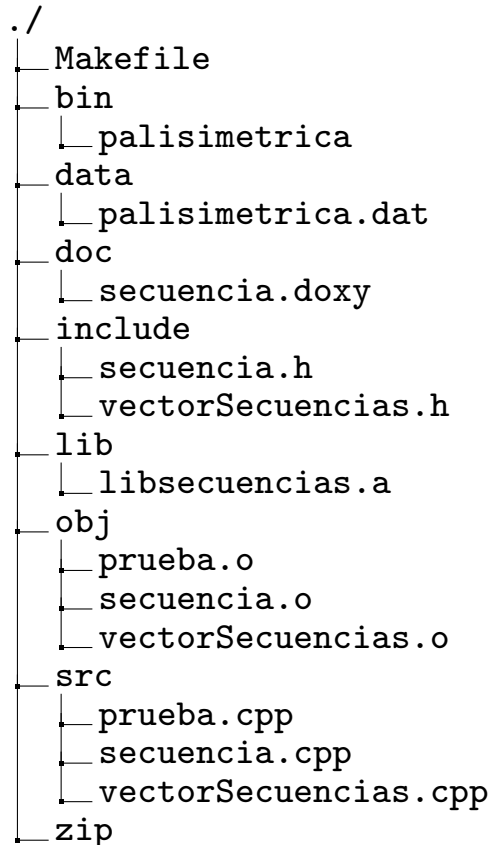 ./
Makefile
bin
palisimetrica
data
palisimetrica.dat
doc
secuencia.doxy
include
secuencia.h
vectorSecuencias.h
lib
libsecuencias.a
obj
prueba.o
secuencia.o
vectorSecuencias.o
src
prueba.cpp
secuencia.cpp
vectorSecuencias.cpp
zip